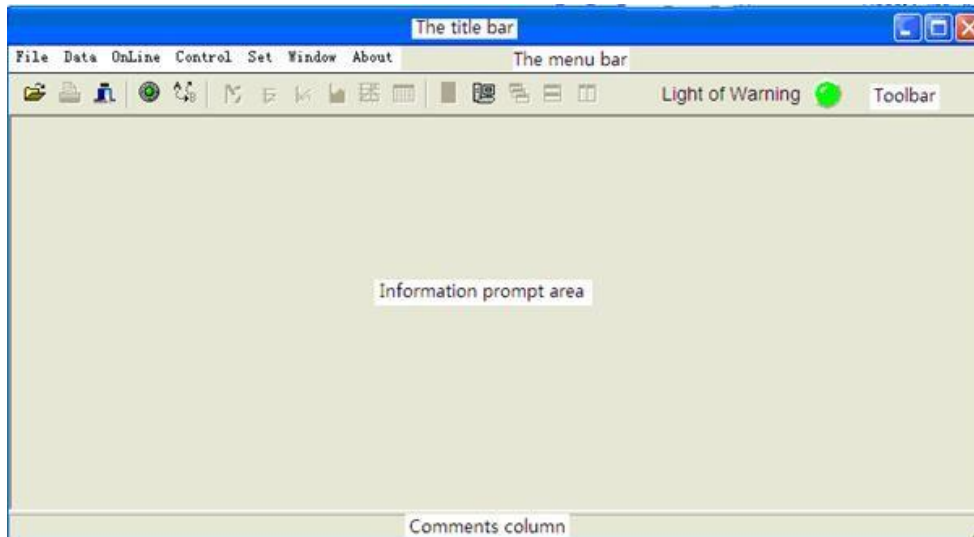 The title bar
File Data OnLine Control Set Window About The menu bar
Light of Warning Toolbar
Information prompt area
Comments column